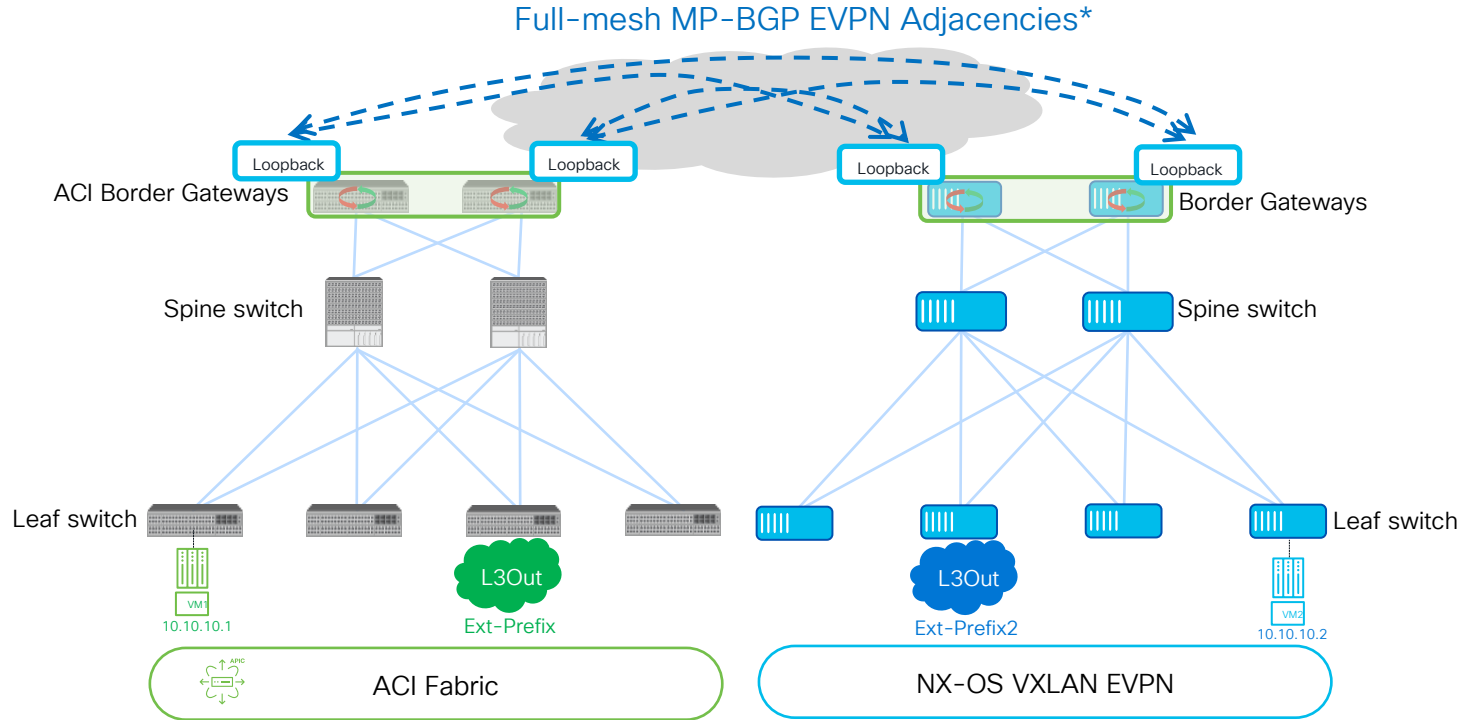 Full-mesh MP-BGP EVPN Adjacencies*
Loopback
Loopback
Loopback
Loopback
ACI Border Gateways
Border Gateways
Spine switch
Spine switch
Leaf switch
Leaf switch
L3Out
L3Out
VM1
VM2
10.10.10.1
Ext-Prefix
Ext-Prefix2
10.10.10.2
APIC
ACI Fabric
NX-OS VXLAN EVPN